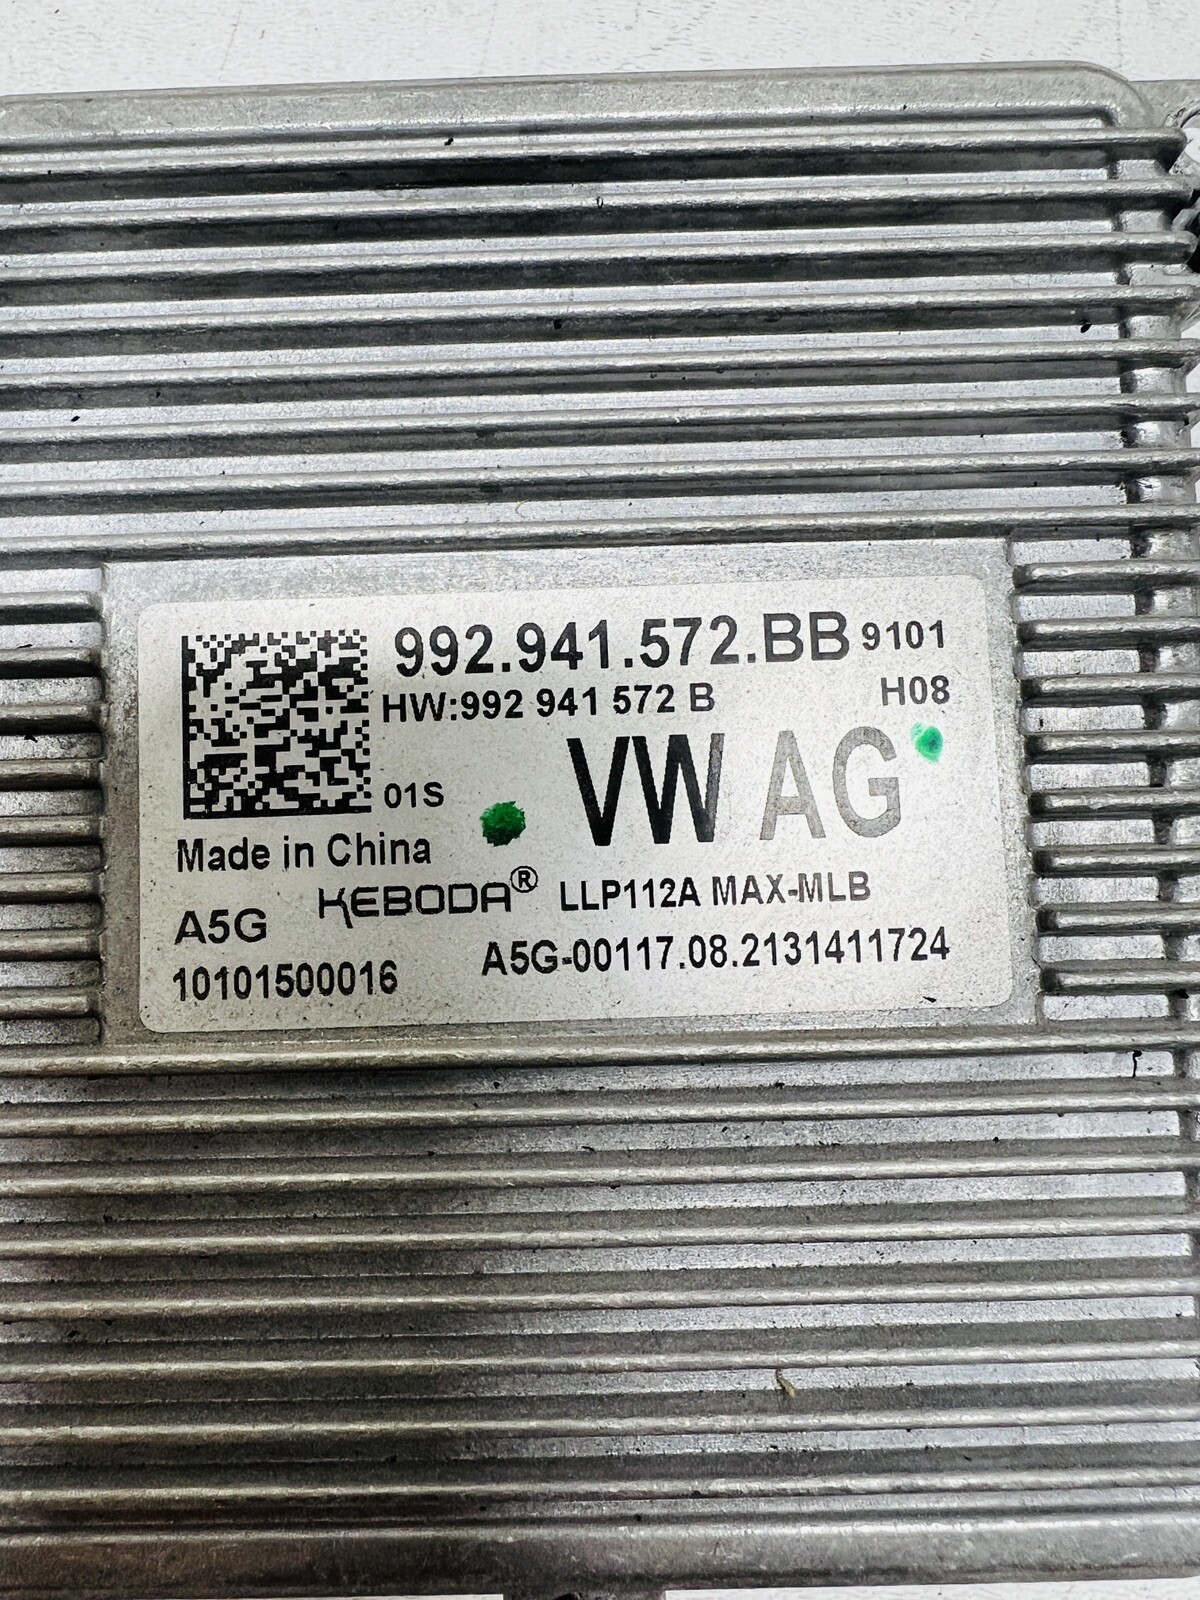 992.941.572.BB 9101
HW:992 941 572 B H08
VW AG
01S
Made in China
KEBODA® LLP112A MAX-MLB
A5G
A5G-00117.08.2131411724
10101500016